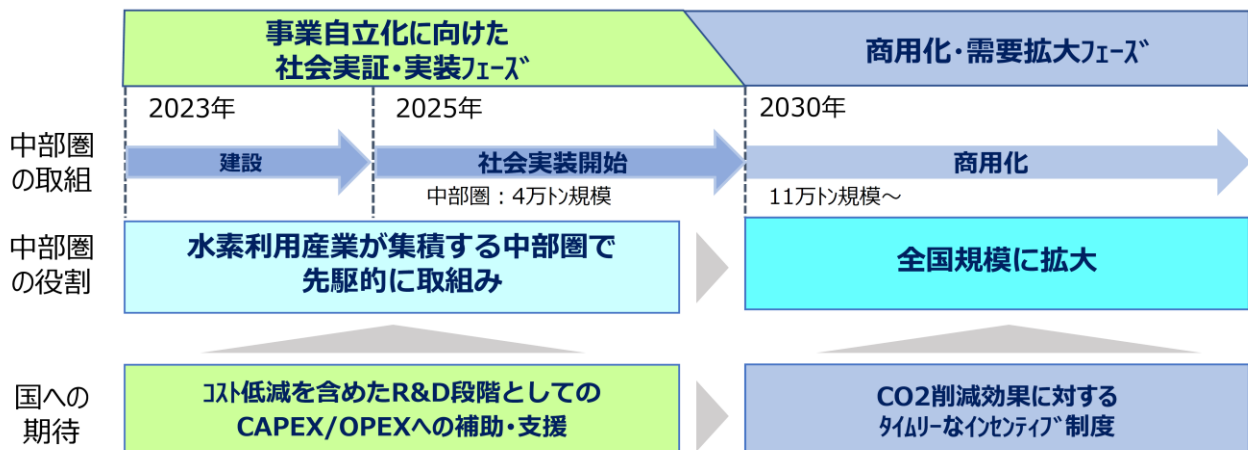 事業自立化に向けた
社会実証・実装ﾌｪｰｽﾞ
商用化・需要拡大ﾌｪｰｽﾞ
2023年
2025年
2030年
中部圏
の取組
建設
社会実装開始
商用化
中部圏：4万ﾄﾝ規模
11万ﾄﾝ規模～
中部圏
の役割
水素利用産業が集積する中部圏で
先駆的に取組み
全国規模に拡大
国への
期待
ｺｽﾄ低減を含めたR&D段階としての
CAPEX/OPEXへの補助・支援
CO2削減効果に対する
ﾀｲﾑﾘｰなｲﾝｾﾝﾃｨﾌﾞ制度